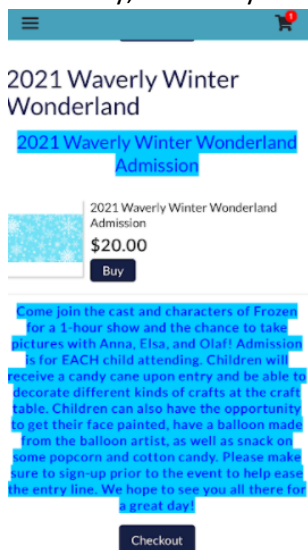 1
2021 Waverly Winter
Wonderland
2021 Waverly Winter Wonderland
Admission
2021 Waverly Winter Wonderland
Admission
$20.00
Buy
Come join the cast and characters of Frozen
for a 1-hour show and the chance to take
pictures with Anna, Elsa, and Olaf! Admission
is for EACH child attending. Children will
receive a candy cane upon entry and be able to
decorate different kinds of crafts at the craft
table. Children can also have the opportunity
to get their face painted, have a balloon made
from the balloon artist, as well as snack on
some popcorn and cotton candy. Please make
sure to sign-up prior to the event to help ease
the entry line. We hope to see you all there for
a great day!
Checkout